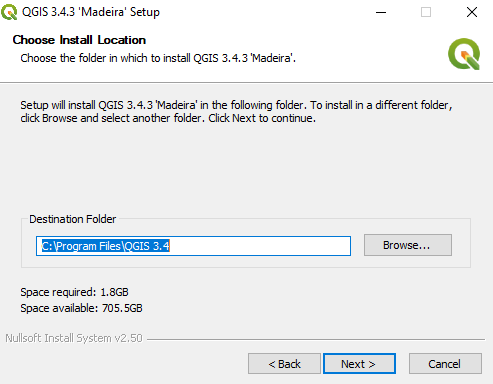 QGIS 3.4.3 'Madeira' Setup
Choose Install Location
Choose the folder in which to install QGIS 3.4.3 'Madeira'.
Setup will install QGIS 3.4.3 'Madeira' in the following folder. To install in a different folder,
click Browse and select another folder. Click Next to continue.
Destination Folder
C:\Program Files\QGIS 3.4
Browse...
Space required: 1.8GB
Space available: 705.5GB
Nullsoft Install System v2.50
< Back
Next >
Cancel